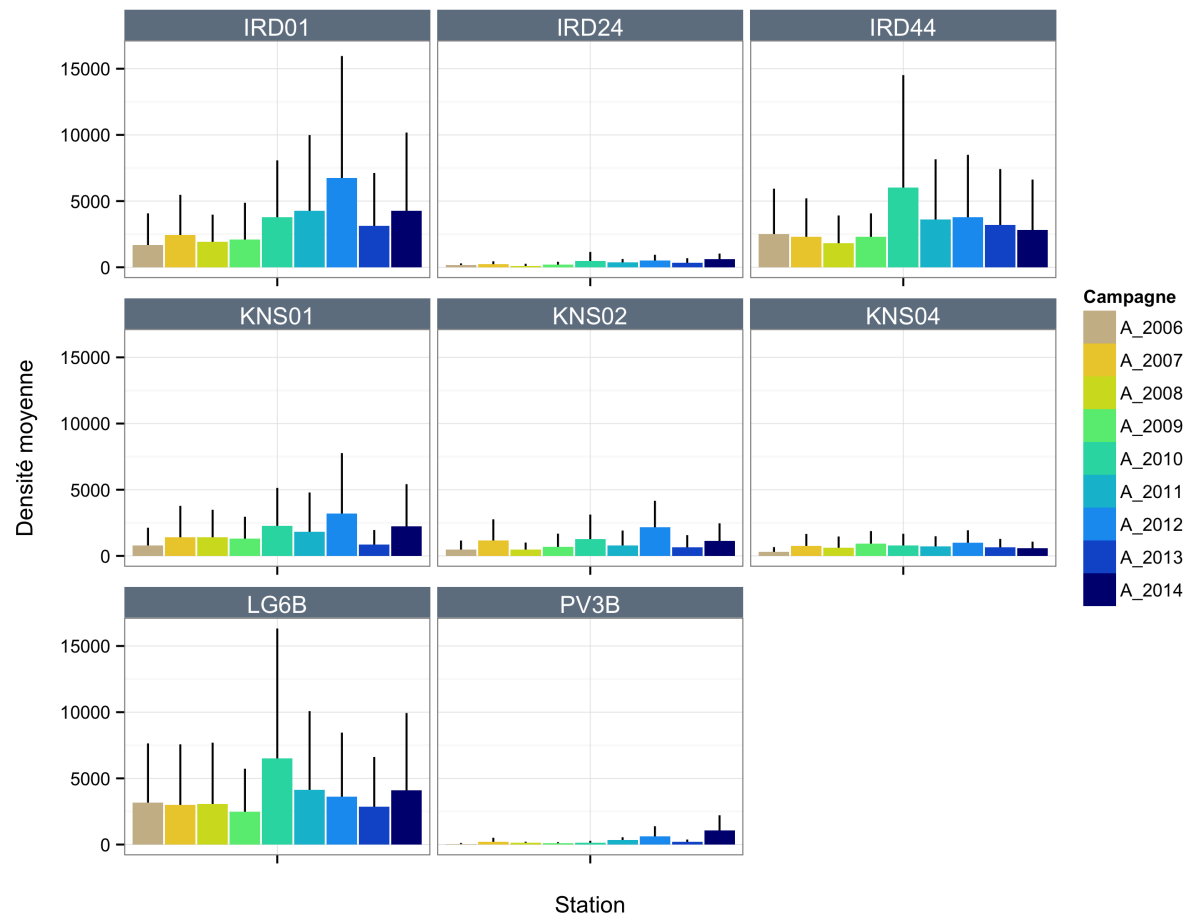 IRD01 IRD24 IRD44
15000
10000
5000
0
KNS01 KNS02 KNS04
15000
10000
5000
0
LG6B PV3B
15000
10000
5000
0
Densité moyenne
Station
Campagne
A_2006
A_2007
A_2008
A_2009
A_2010
A_2011
A_2012
A_2013
A_2014